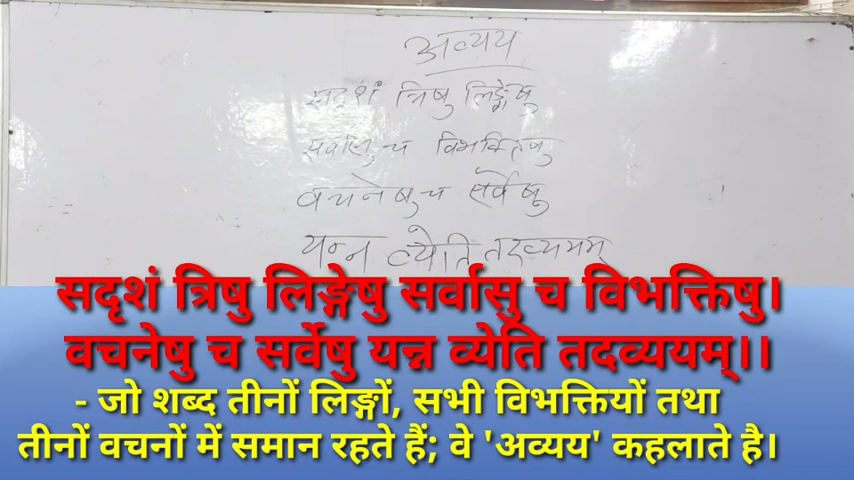 अव्यय
सदृशं त्रिषु लिङ्गेषु
सर्वासु च विभक्तिषु
वचनेषु च सर्वेषु
यन्न व्येति तदव्ययम्
सदृशं त्रिषु लिङ्गेषु सर्वासु च विभक्तिषु।
वचनेषु च सर्वेषु यन्न व्येति तदव्ययम्।।
- जो शब्द तीनों लिङ्गों, सभी विभक्तियों तथा
तीनों वचनों में समान रहते हैं; वे 'अव्यय' कहलाते है।